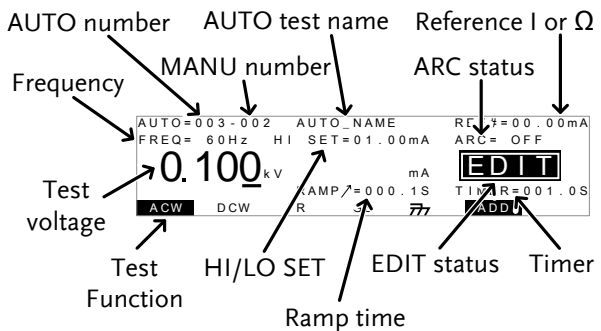 AUTO number
AUTO test name
Reference I or Ω
MANU number
ARC status
Frequency
AUTO=003-002 AUTO_NAME =00.00mA
FREQ= 60Hz HI SET=01.00mA ARC= OFF
0.100 kV mA EDIT
Test voltage
RAMP =000.1S =001.0S
ACW DCW ADD
Test Function
HI/LO SET
EDIT status
Timer
Ramp time